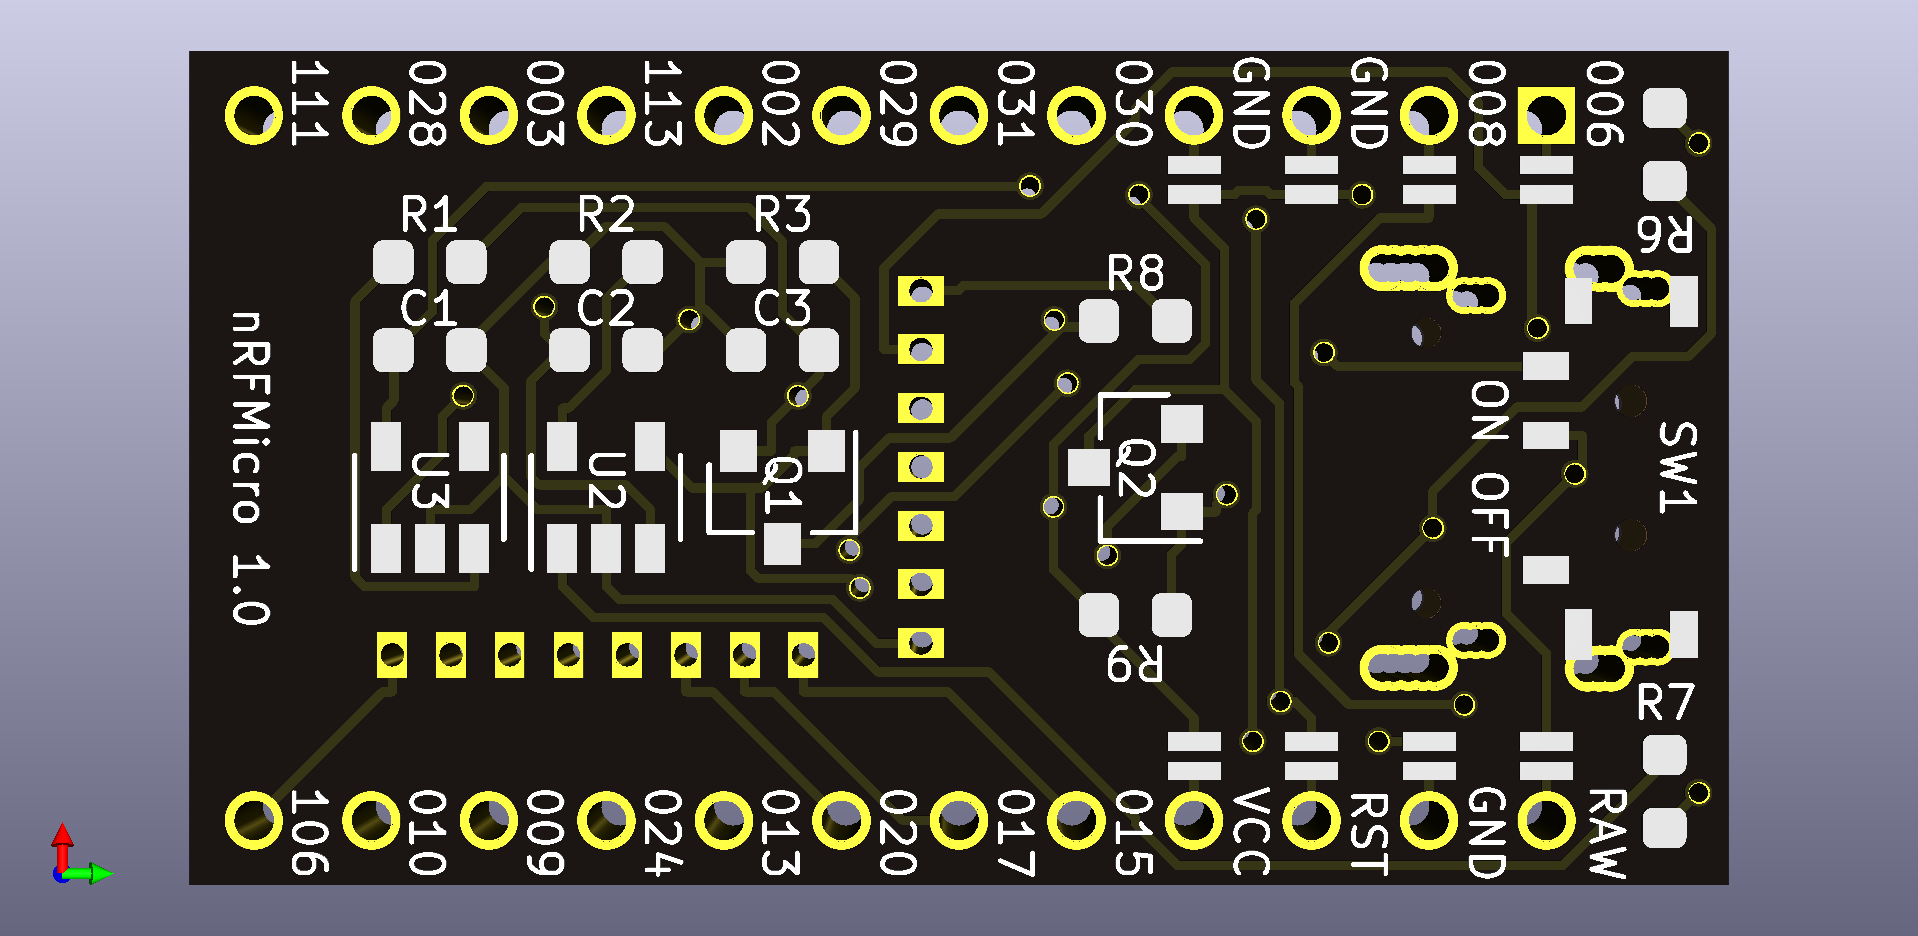 111
028
003
113
002
029
031
030
GND
GND
008
006
R1
R2
R3
R6
R8
C1
C2
C3
nRFMicro 1.0
U3
U2
Q1
Q2
ON OFF
SW1
R9
R7
106
010
009
024
013
020
017
015
VCC
RST
GND
RAW